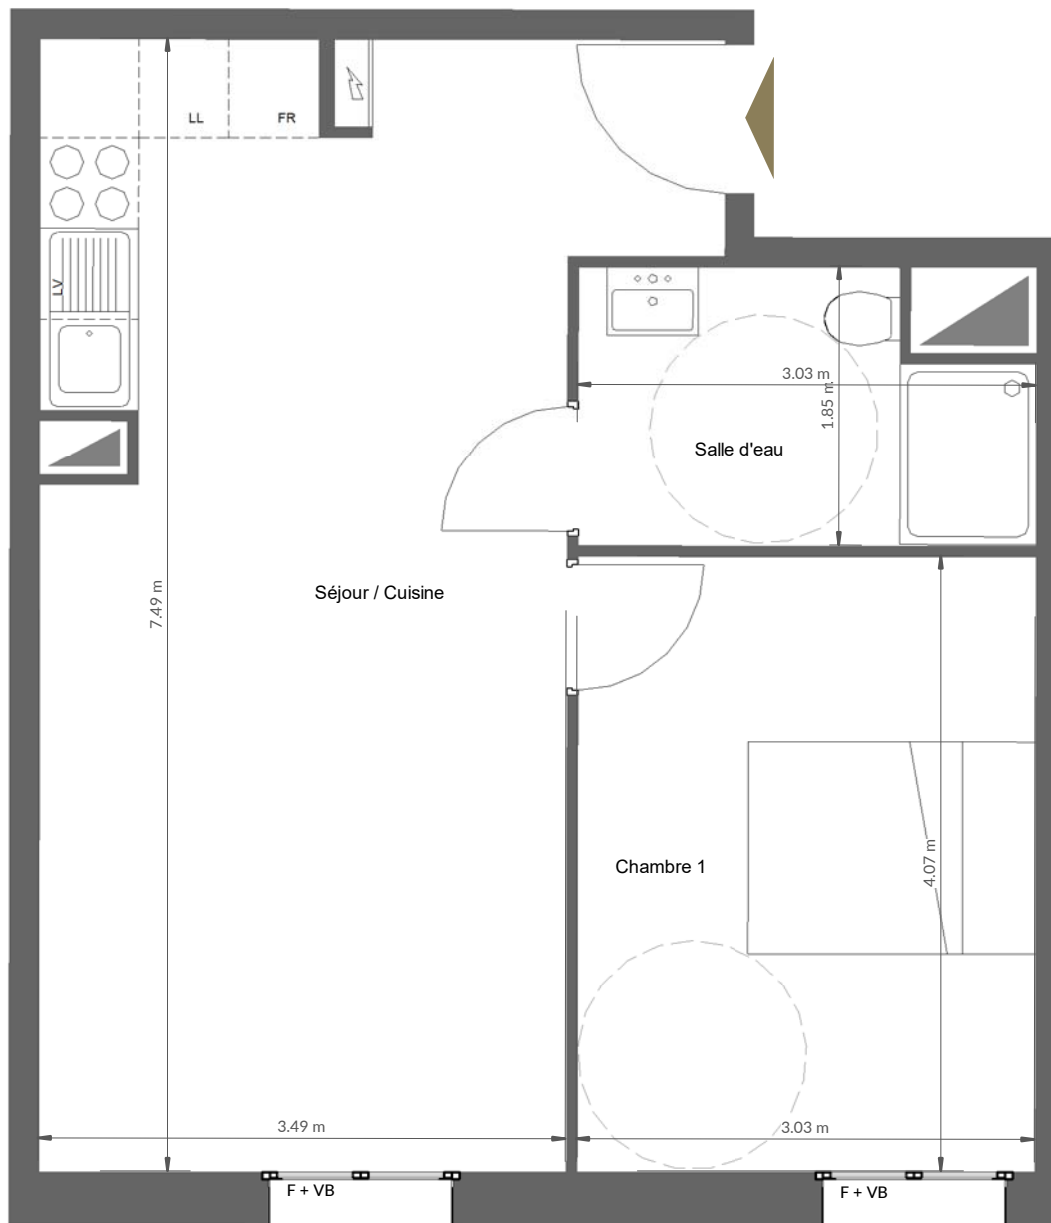 LL
FR
LV
3.03 m
1.85 m
Salle d'eau
Séjour / Cuisine
7.49 m
4.07 m
Chambre 1
3.49 m
3.03 m
F + VB
F + VB